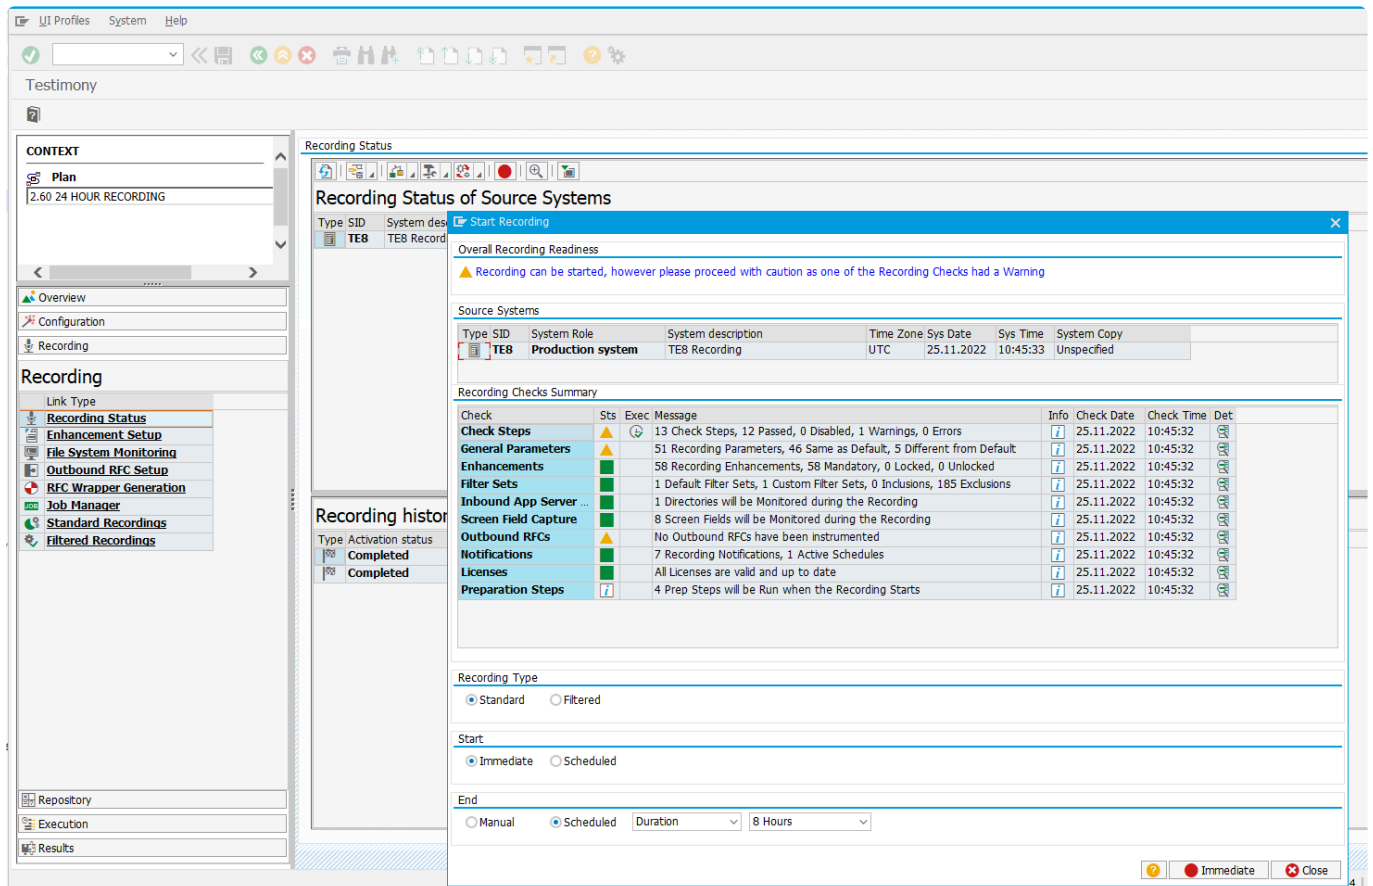 UI Profiles System Help
Testimony
CONTEXT
Plan
2.60 24 HOUR RECORDING
Overview
Configuration
Recording
Recording
Link Type
Recording Status
Enhancement Setup
File System Monitoring
Outbound RFC Setup
RFC Wrapper Generation
JOB Job Manager
Standard Recordings
Filtered Recordings
Repository
Execution
Results
Recording Status
Recording Status of Source Systems
Type SID System des
TE8 TE8 Record
Recording histor
Type Activation status
Completed
Completed
Start Recording
Overall Recording Readiness
Recording can be started, however please proceed with caution as one of the Recording Checks had a Warning
Source Systems
Type SID System Role System description Time Zone Sys Date Sys Time System Copy
TE8 Production system TE8 Recording UTC 25.11.2022 10:45:33 Unspecified
Recording Checks Summary
Check Sts Exec Message Info Check Date Check Time Det
Check Steps 13 Check Steps, 12 Passed, 0 Disabled, 1 Warnings, 0 Errors i 25.11.2022 10:45:32
General Parameters 51 Recording Parameters, 46 Same as Default, 5 Different from Default i 25.11.2022 10:45:32
Enhancements 58 Recording Enhancements, 58 Mandatory, 0 Locked, 0 Unlocked i 25.11.2022 10:45:32
Filter Sets 1 Default Filter Sets, 1 Custom Filter Sets, 0 Inclusions, 185 Exclusions i 25.11.2022 10:45:32
Inbound App Server ... 1 Directories will be Monitored during the Recording i 25.11.2022 10:45:32
Screen Field Capture 8 Screen Fields will be Monitored during the Recording i 25.11.2022 10:45:32
Outbound RFCs No Outbound RFCs have been instrumented i 25.11.2022 10:45:32
Notifications 7 Recording Notifications, 1 Active Schedules i 25.11.2022 10:45:32
Licenses All Licenses are valid and up to date i 25.11.2022 10:45:32
Preparation Steps i 4 Prep Steps will be Run when the Recording Starts i 25.11.2022 10:45:32
Recording Type
Standard Filtered
Start
Immediate Scheduled
End
Manual Scheduled Duration 8 Hours
? Immediate Close
4